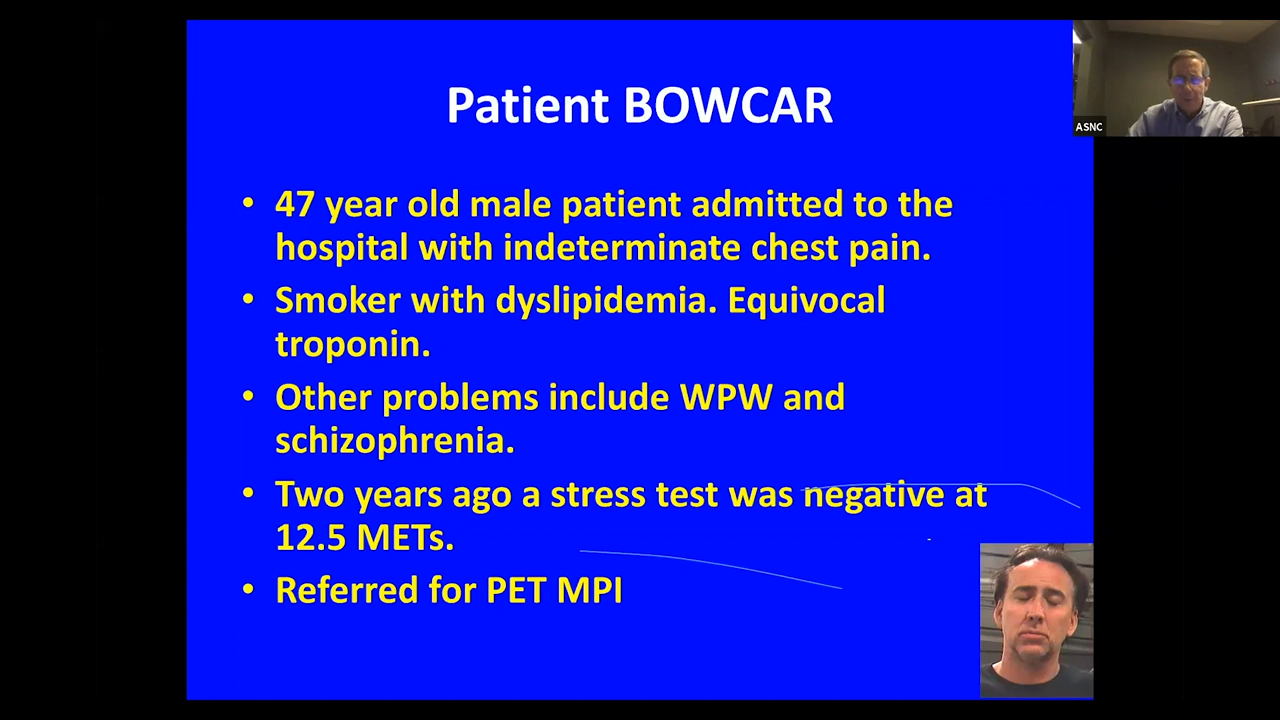 Patient BOWCAR
ASNC
• 47 year old male patient admitted to the
hospital with indeterminate chest pain.
• Smoker with dyslipidemia. Equivocal
troponin.
• Other problems include WPW and
schizophrenia.
• Two years ago a stress test was negative at
12.5 METs.
• Referred for PET MPI